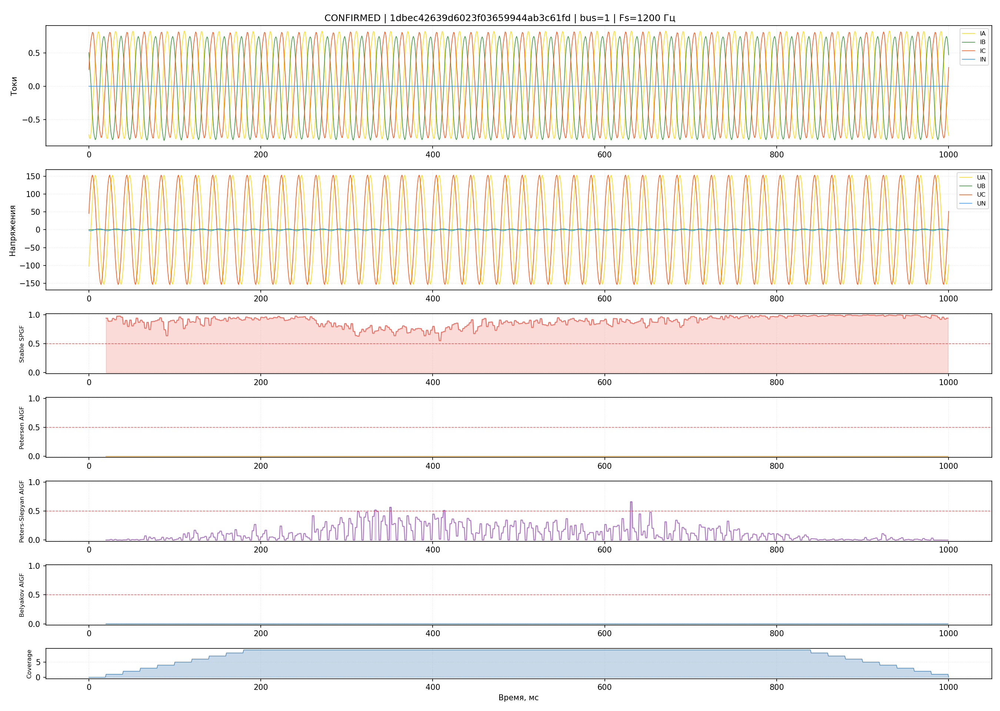 CONFIRMED | 1dbec42639d6023f03659944ab3c61fd | bus=1 | Fs=1200 Гц
Токи
0.5
0.0
−0.5
IA
IB
IC
IN
0 200 400 600 800 1000
Напряжения
150
100
50
0
−50
−100
−150
UA
UB
UC
UN
0 200 400 600 800 1000
Stable SPGF
1.0
0.5
0.0
0 200 400 600 800 1000
Petersen AIGF
1.0
0.5
0.0
0 200 400 600 800 1000
Peters-Slepyan AIGF
1.0
0.5
0.0
0 200 400 600 800 1000
Belyakov AIGF
1.0
0.5
0.0
0 200 400 600 800 1000
Coverage
5
0
0 200 400 600 800 1000
Время, мс